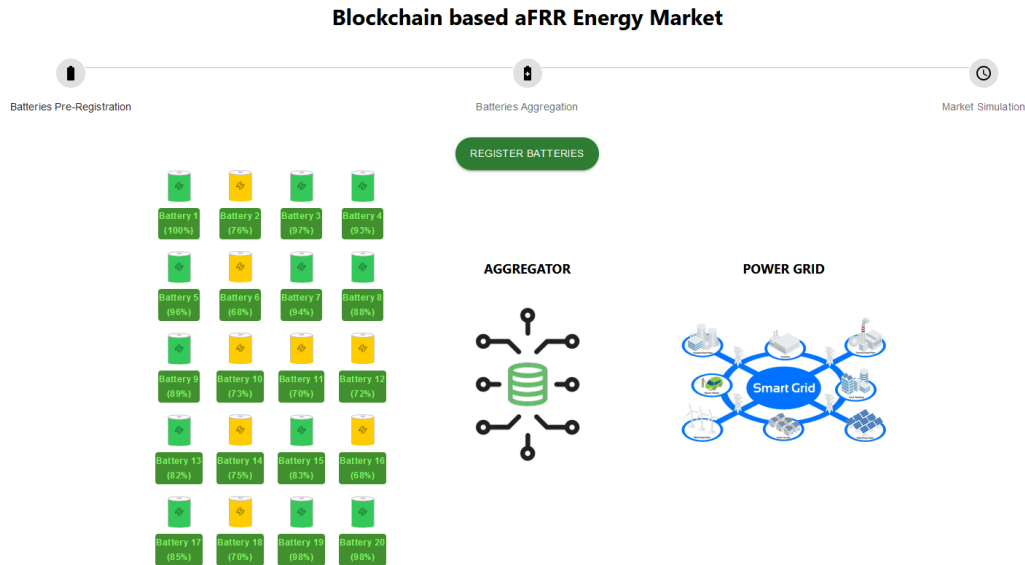 Blockchain based aFRR Energy Market
Batteries Pre-Registration
Batteries Aggregation
Market Simulation
REGISTER BATTERIES
Battery 1
(100%)
Battery 2
(76%)
Battery 3
(97%)
Battery 4
(93%)
Battery 5
(96%)
Battery 6
(68%)
Battery 7
(94%)
Battery 8
(88%)
Battery 9
(89%)
Battery 10
(73%)
Battery 11
(70%)
Battery 12
(72%)
Battery 13
(82%)
Battery 14
(75%)
Battery 15
(83%)
Battery 16
(68%)
Battery 17
(85%)
Battery 18
(70%)
Battery 19
(98%)
Battery 20
(98%)
AGGREGATOR
POWER GRID
Smart Grid